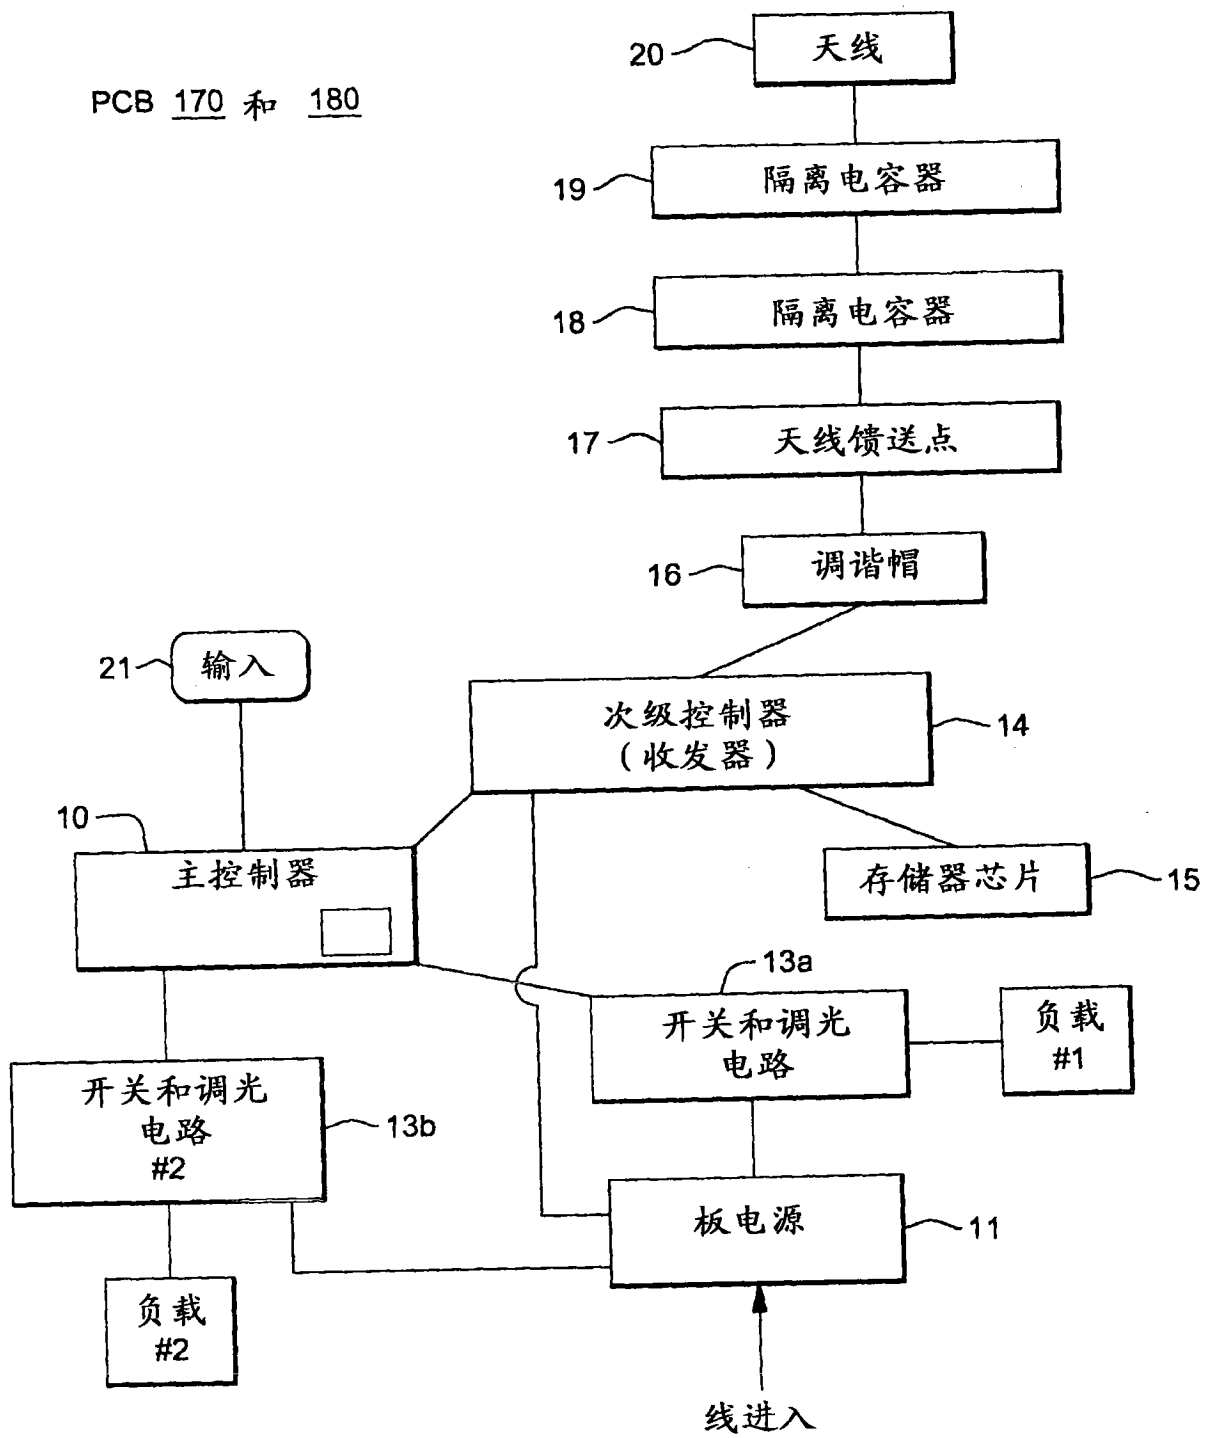 20
天线
PCB 170 和 180
19
隔离电容器
18
隔离电容器
17
天线馈送点
16
调谐帽
21
输入
次级控制器
（收发器）
14
10
主控制器
存储器芯片
15
13a
开关和调光
电路
负载
#1
开关和调光
电路
#2
13b
板电源
11
负载
#2
线进入